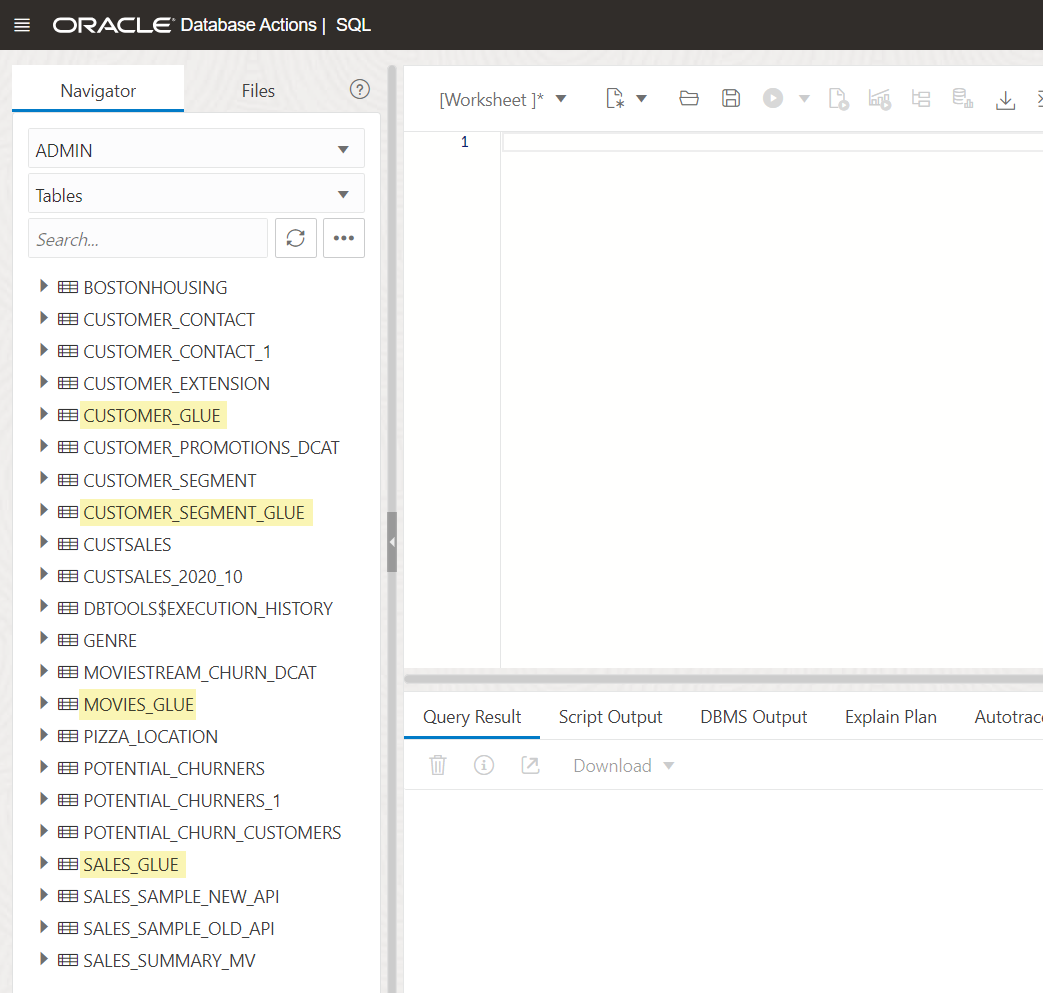 ORACLE® Database Actions | SQL
Navigator Files ?
ADMIN
Tables
Search...
BOSTONHOUSING
CUSTOMER_CONTACT
CUSTOMER_CONTACT_1
CUSTOMER_EXTENSION
CUSTOMER_GLUE
CUSTOMER_PROMOTIONS_DCAT
CUSTOMER_SEGMENT
CUSTOMER_SEGMENT_GLUE
CUSTSALES
CUSTSALES_2020_10
DBTOOLS$EXECUTION_HISTORY
GENRE
MOVIESTREAM_CHURN_DCAT
MOVIES_GLUE
PIZZA_LOCATION
POTENTIAL_CHURNERS
POTENTIAL_CHURNERS_1
POTENTIAL_CHURN_CUSTOMERS
SALES_GLUE
SALES_SAMPLE_NEW_API
SALES_SAMPLE_OLD_API
SALES_SUMMARY_MV
[Worksheet ]*
1
Query Result Script Output DBMS Output Explain Plan Autotrac
Download